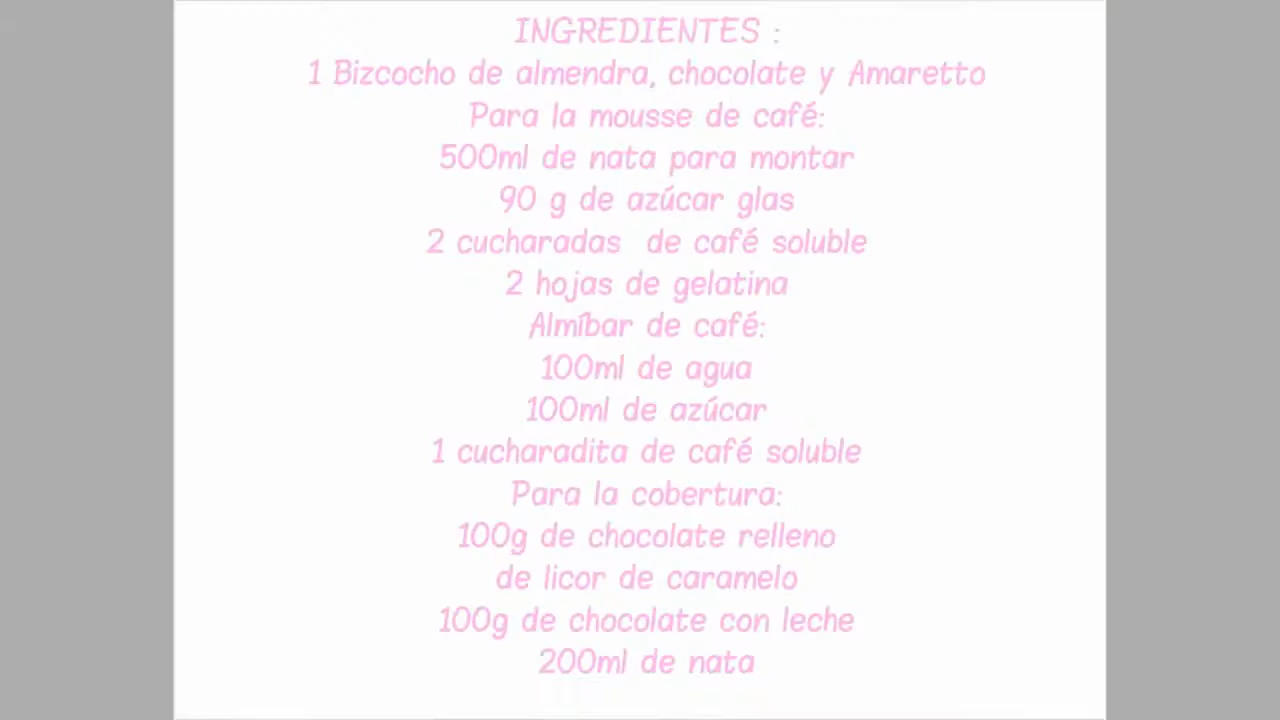 INGREDIENTES :
1 Bizcocho de almendra, chocolate y Amaretto
Para la mousse de café:
500ml de nata para montar
90 g de azúcar glas
2 cucharadas  de café soluble
2 hojas de gelatina
Almíbar de café:
100ml de agua
100ml de azúcar
1 cucharadita de café soluble
Para la cobertura:
100g de chocolate relleno
de licor de caramelo
100g de chocolate con leche
200ml de nata